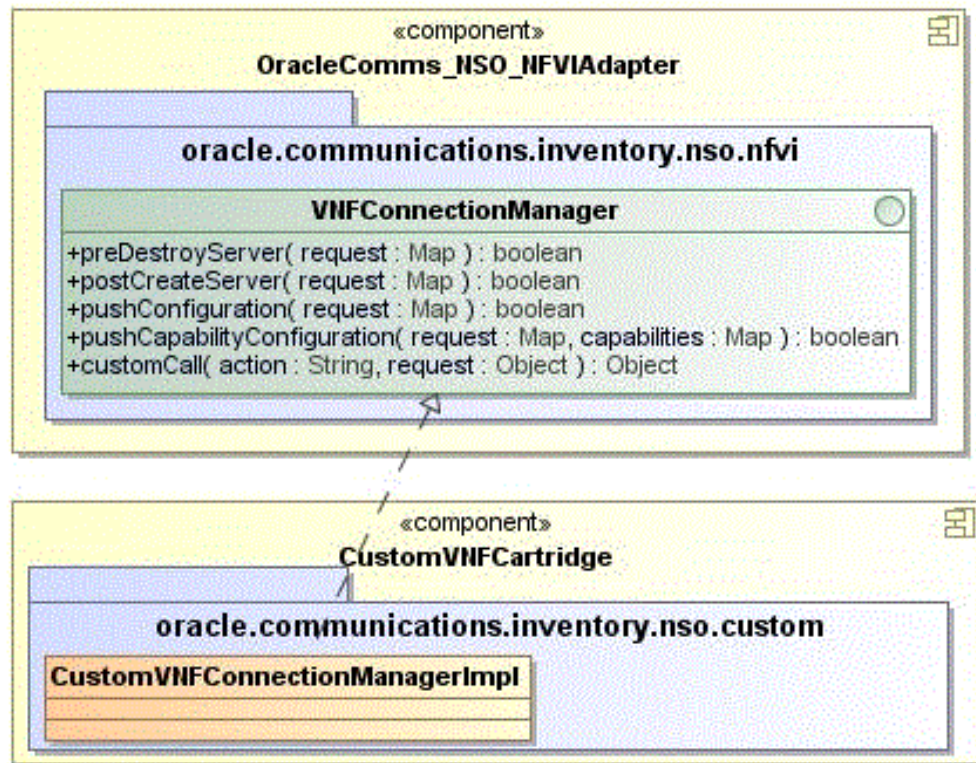 «component»
OracleComms_NSO_NFVIAdapter
oracle.communications.inventory.nso.nfvi
VNFConnectionManager
+preDestroyServer( request : Map ) : boolean
+postCreateServer( request : Map ) : boolean
+pushConfiguration( request : Map ) : boolean
+pushCapabilityConfiguration( request : Map, capabilities : Map ) : boolean
+customCall( action : String, request : Object ) : Object
«component»
CustomVNFCartridge
oracle.communications.inventory.nso.custom
CustomVNFConnectionManagerImpl